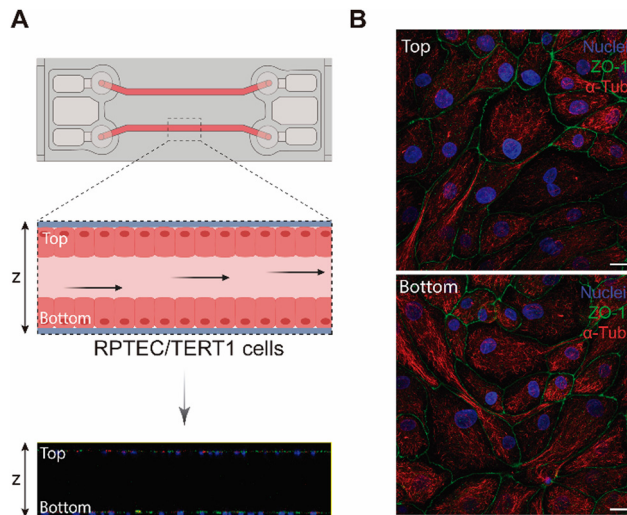 A
Top
Z
Bottom
RPTEC/TERT1 cells
Top
Z
Bottom
B
Top
Nuclei
ZO-1
α-Tub
Bottom
Nuclei
ZO-1
α-Tub